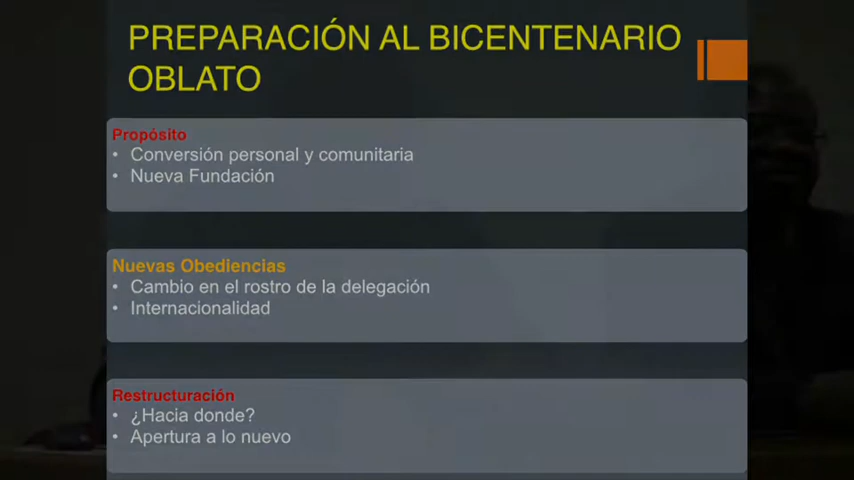 PREPARACIÓN AL BICENTENARIO
OBLATO
Propósito
• Conversión personal y comunitaria
• Nueva Fundación
Nuevas Obediencias
• Cambio en el rostro de la delegación
• Internacionalidad
Restructuración
• ¿Hacia donde?
• Apertura a lo nuevo